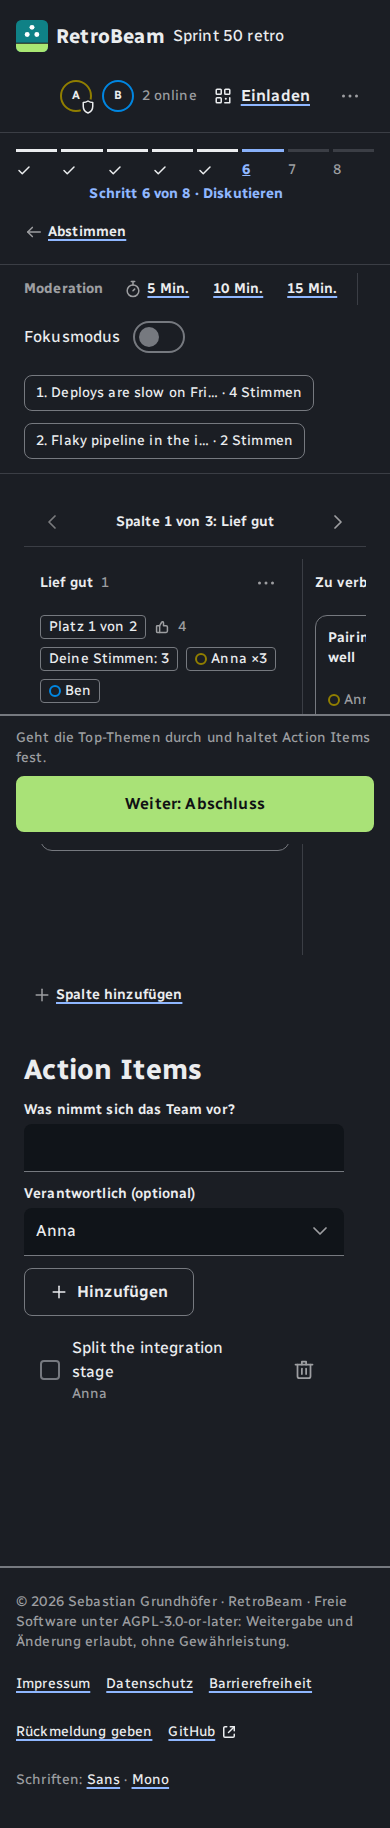 RetroBeam Sprint 50 retro
A B 2 online Einladen
6 7 8
Schritt 6 von 8 · Diskutieren
Abstimmen
Moderation 5 Min. 10 Min. 15 Min.
Fokusmodus
1. Deploys are slow on Fri... · 4 Stimmen
2. Flaky pipeline in the i... · 2 Stimmen
Spalte 1 von 3: Lief gut
Lief gut 1
Zu verb
Platz 1 von 2 4
Deine Stimmen: 3 Anna ×3
Ben
Pairin
well
Ann
Geht die Top-Themen durch und haltet Action Items
fest.
Weiter: Abschluss
Spalte hinzufügen
Action Items
Was nimmt sich das Team vor?
Verantwortlich (optional)
Anna
Hinzufügen
Split the integration
stage
Anna
© 2026 Sebastian Grundhöfer · RetroBeam · Freie
Software unter AGPL-3.0-or-later: Weitergabe und
Änderung erlaubt, ohne Gewährleistung.
Impressum Datenschutz Barrierefreiheit
Rückmeldung geben GitHub
Schriften: Sans · Mono